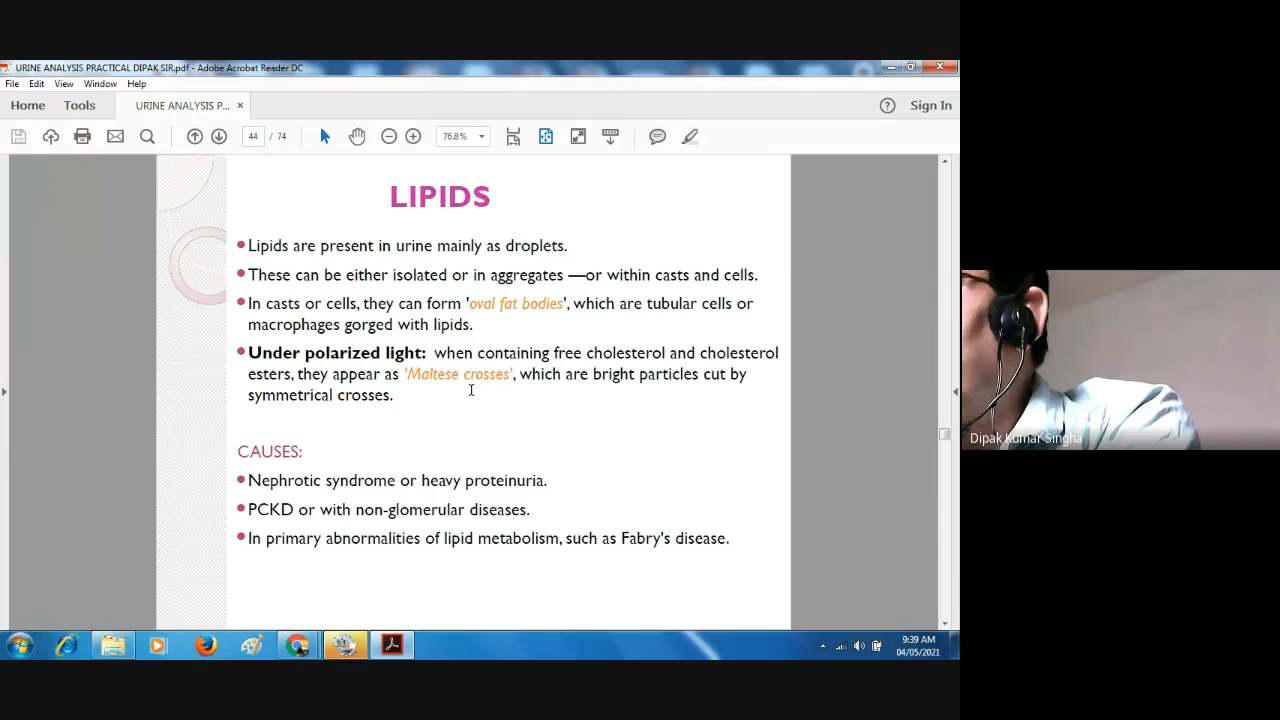 URINE ANALYSIS PRACTICAL DIPAK SIR.pdf - Adobe Acrobat Reader DC
File Edit View Window Help
Home Tools URINE ANALYSIS P... × ? Sign In
44 / 74 76.8%
LIPIDS
Lipids are present in urine mainly as droplets.
These can be either isolated or in aggregates —or within casts and cells.
In casts or cells, they can form 'oval fat bodies', which are tubular cells or
macrophages gorged with lipids.
Under polarized light: when containing free cholesterol and cholesterol
esters, they appear as 'Maltese crosses', which are bright particles cut by
symmetrical crosses.
CAUSES:
Nephrotic syndrome or heavy proteinuria.
PCKD or with non-glomerular diseases.
In primary abnormalities of lipid metabolism, such as Fabry's disease.
Dipak Kumar Singha
9:39 AM
04/05/2021